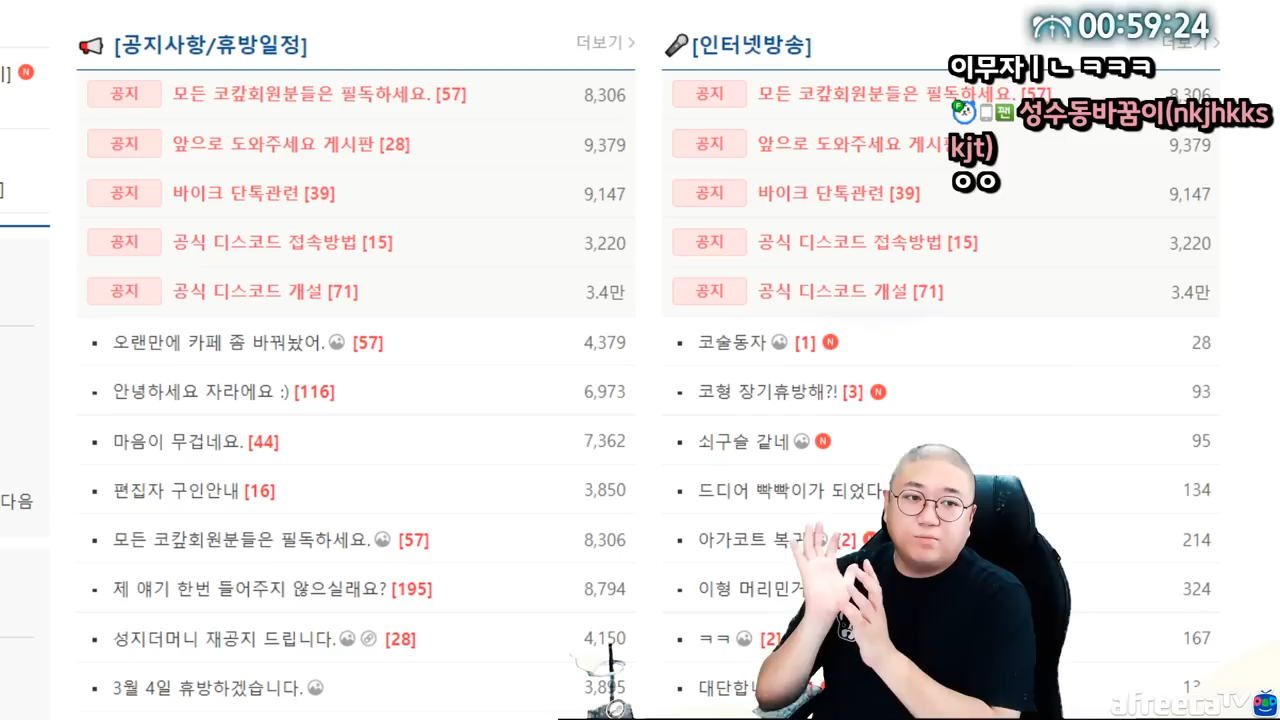 [공지사항/휴방일정]
더보기
공지 모든 코캎회원분들은 필독하세요. [57] 8,306
공지 앞으로 도와주세요 게시판 [28] 9,379
공지 바이크 단톡관련 [39] 9,147
공지 공식 디스코드 접속방법 [15] 3,220
공지 공식 디스코드 개설 [71] 3.4만
오랜만에 카페 좀 바꿔놨어. [57] 4,379
안녕하세요 자라에요 :) [116] 6,973
마음이 무겁네요. [44] 7,362
편집자 구인안내 [16] 3,850
모든 코캎회원분들은 필독하세요. [57] 8,306
제 얘기 한번 들어주지 않으실래요? [195] 8,794
성지더머니 재공지 드립니다. [28] 4,150
3월 4일 휴방하겠습니다. 3,895
[인터넷방송]
더보기
공지 모든 코캎회원분들은 필독하세요. [57] 8,306
공지 앞으로 도와주세요 게시 9,379
공지 바이크 단톡관련 [39] 9,147
공지 공식 디스코드 접속방법 [15] 3,220
공지 공식 디스코드 개설 [71] 3.4만
코술동자 [1] N 28
코형 장기휴방해?! [3] N 93
쇠구슬 같네 N 95
드디어 빡빡이가 되었다 134
아가코트 [2] 214
이형 324
ㅋㅋ [2] 167
대단합
00:59:24
이무자 | ㄴ ㅋㅋㅋ
성수동바꿈이(nkjhkks
kjt)
ㅇㅇ
] N
]
다음
afreecaTV